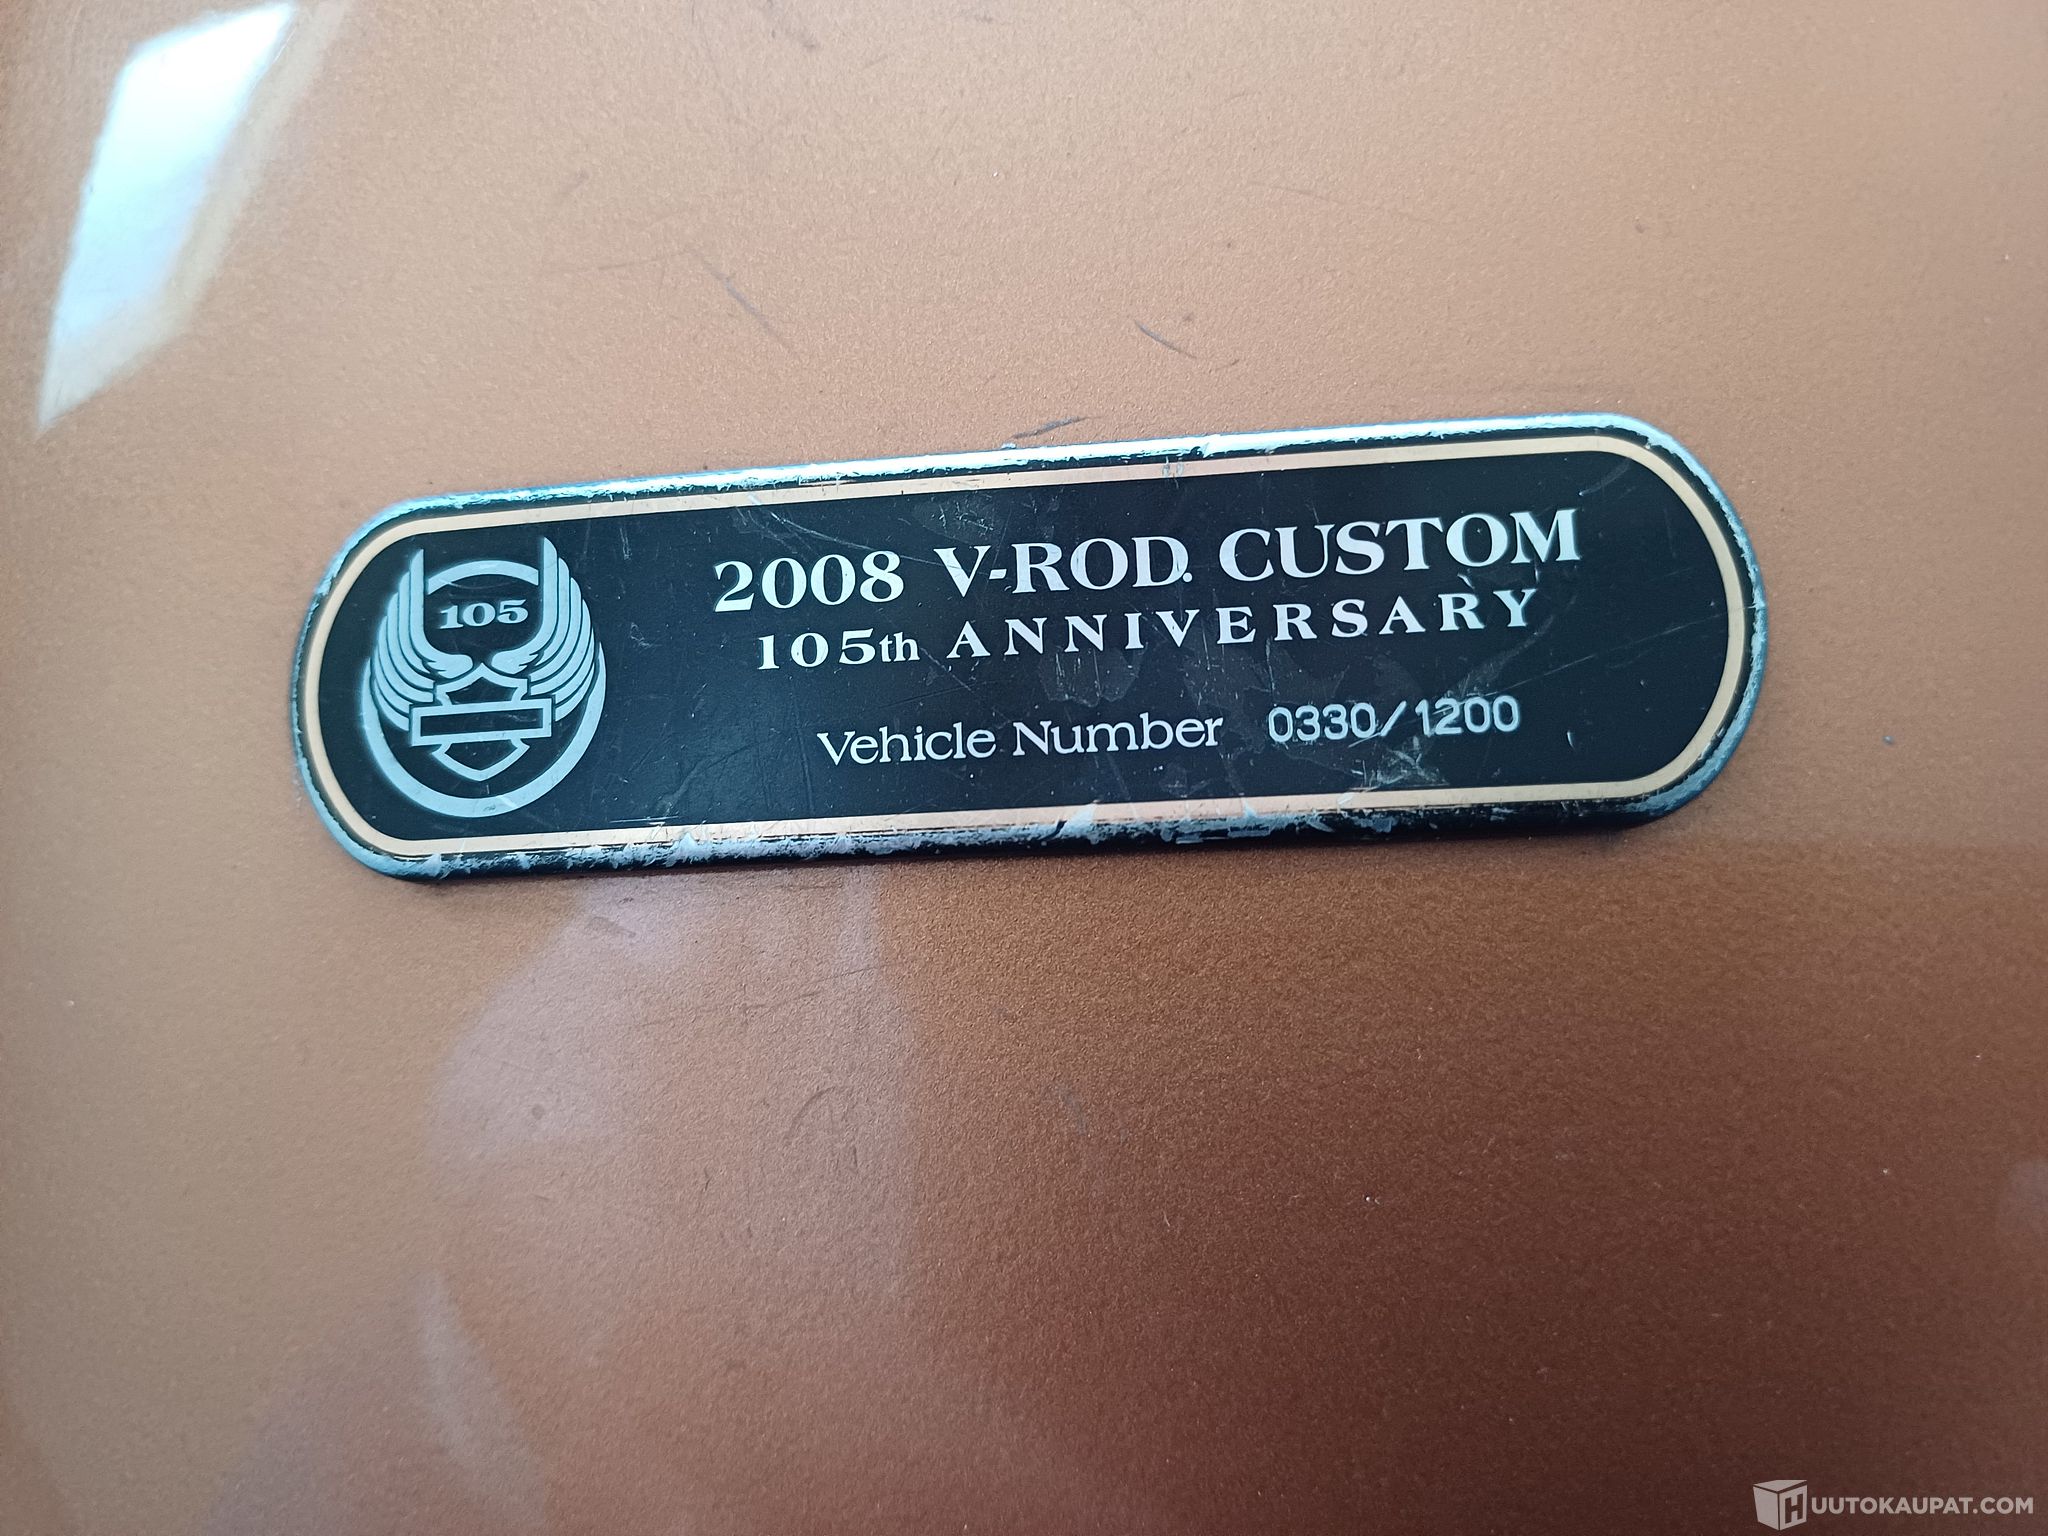 105
2008 V-ROD. CUSTOM
105th ANNIVERSARY
Vehicle Number 0330/1200
HUUTOKAUPAT.COM